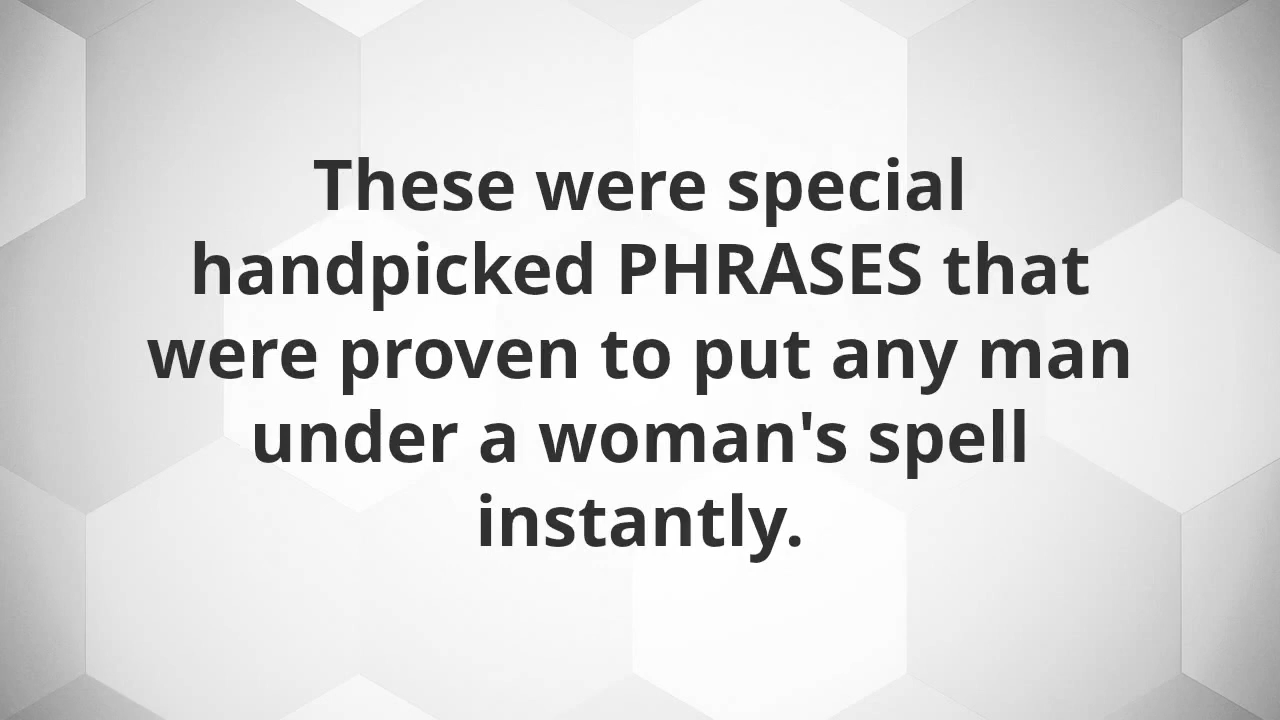 These were special
handpicked PHRASES that
were proven to put any man
under a woman's spell
instantly.